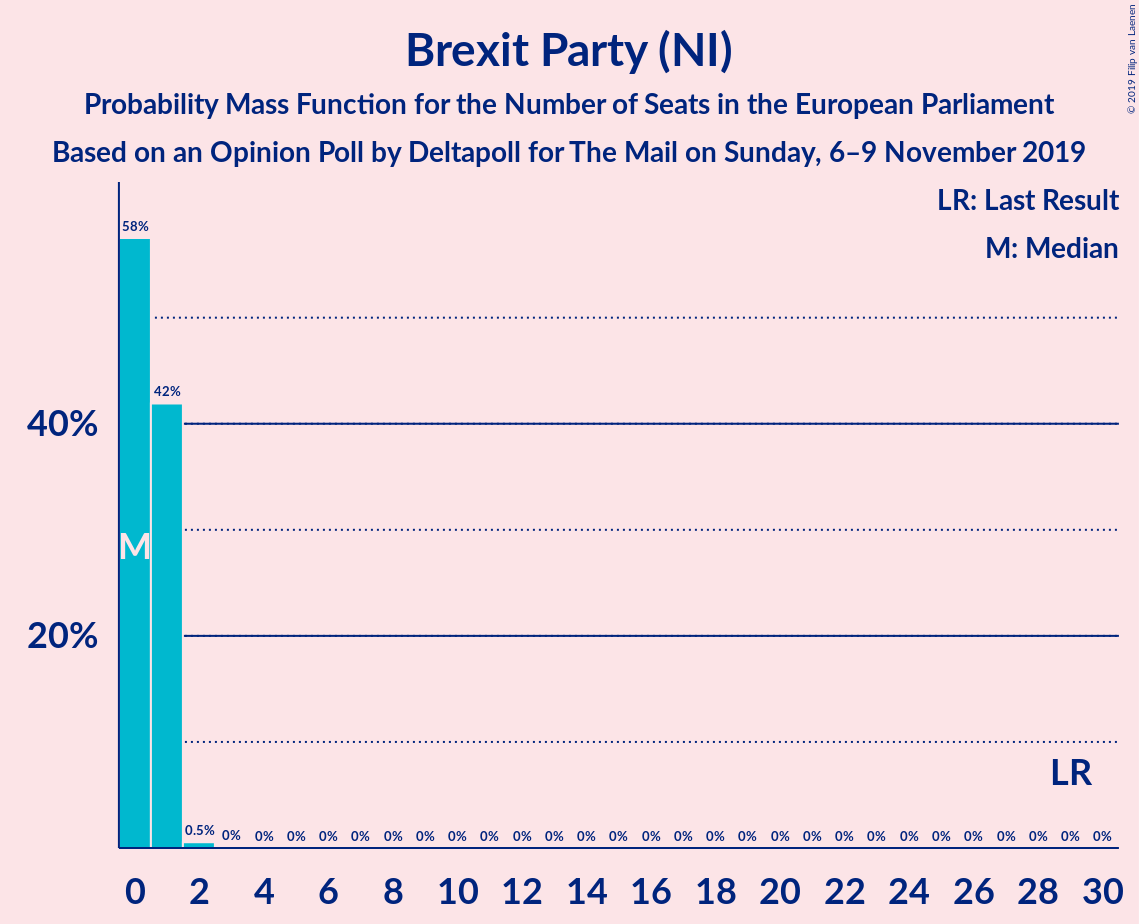 Brexit Party (NI)
Probability Mass Function for the Number of Seats in the European Parliament
Based on an Opinion Poll by Deltapoll for The Mail on Sunday, 6–9 November 2019
© 2019 Filip van Laenen
LR: Last Result
M: Median
58%
42%
40%
M
20%
LR
0.5% 0% 0% 0% 0% 0% 0% 0% 0% 0% 0% 0% 0% 0% 0% 0% 0% 0% 0% 0% 0% 0% 0% 0% 0% 0% 0% 0% 0%
0 2 4 6 8 10 12 14 16 18 20 22 24 26 28 30